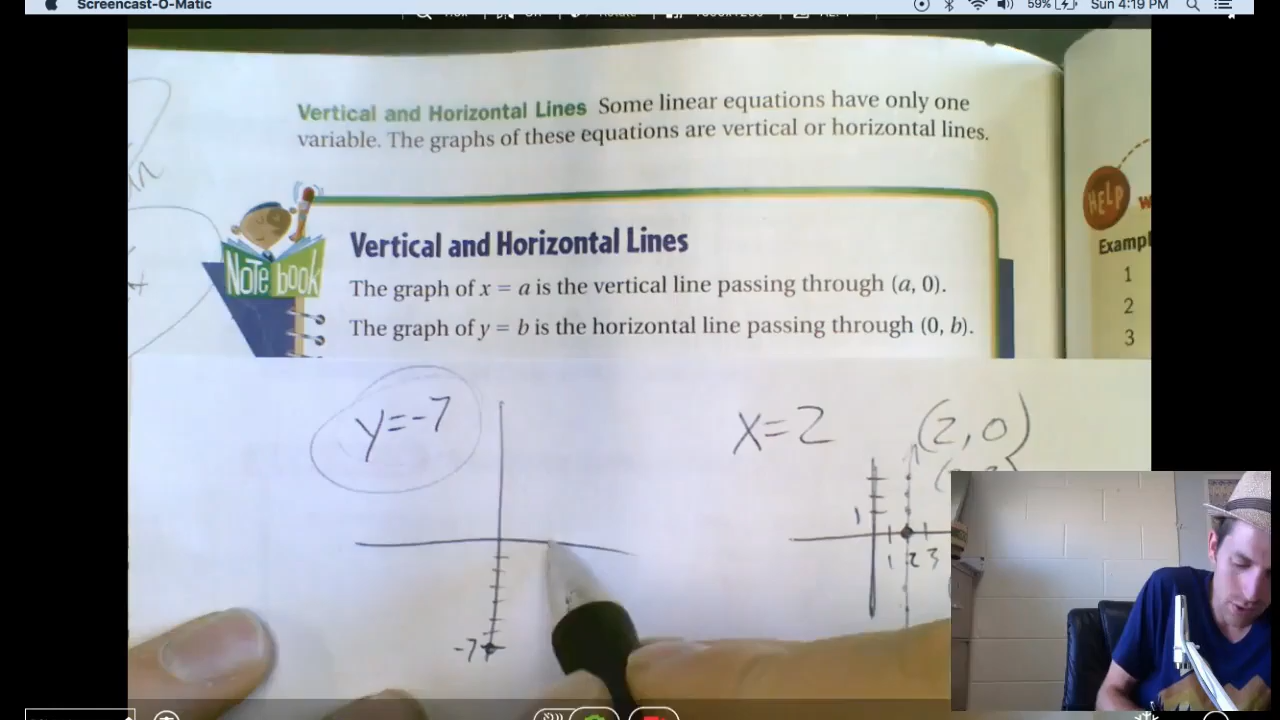 Screencast-O-Matic
59%
Sun 4:19 PM
Vertical and Horizontal Lines Some linear equations have only one
variable. The graphs of these equations are vertical or horizontal lines.
HELP
Note book
Vertical and Horizontal Lines
The graph of x = a is the vertical line passing through (a, 0).
The graph of y = b is the horizontal line passing through (0, b).
Exampl
1
2
3
y=-7
x=2
(2,0)
1
1 2 3
-7